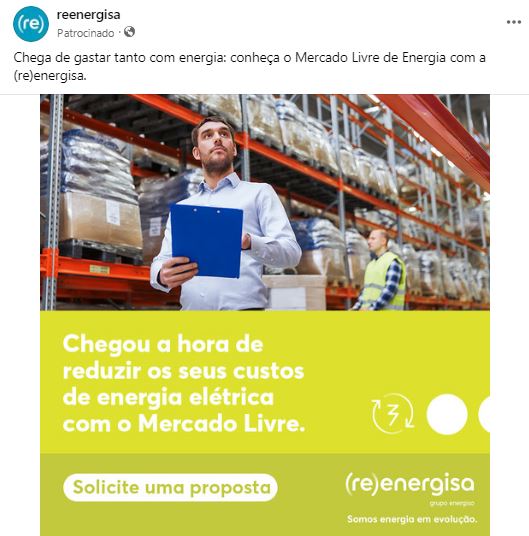 (re)
reenergisa
Patrocinado ·
Chega de gastar tanto com energia: conheça o Mercado Livre de Energia com a
(re)energisa.
Chegou a hora de
reduzir os seus custos
de energia elétrica
com o Mercado Livre.
Solicite uma proposta
(re)energisa
grupo energisa
Somos energia em evolução.